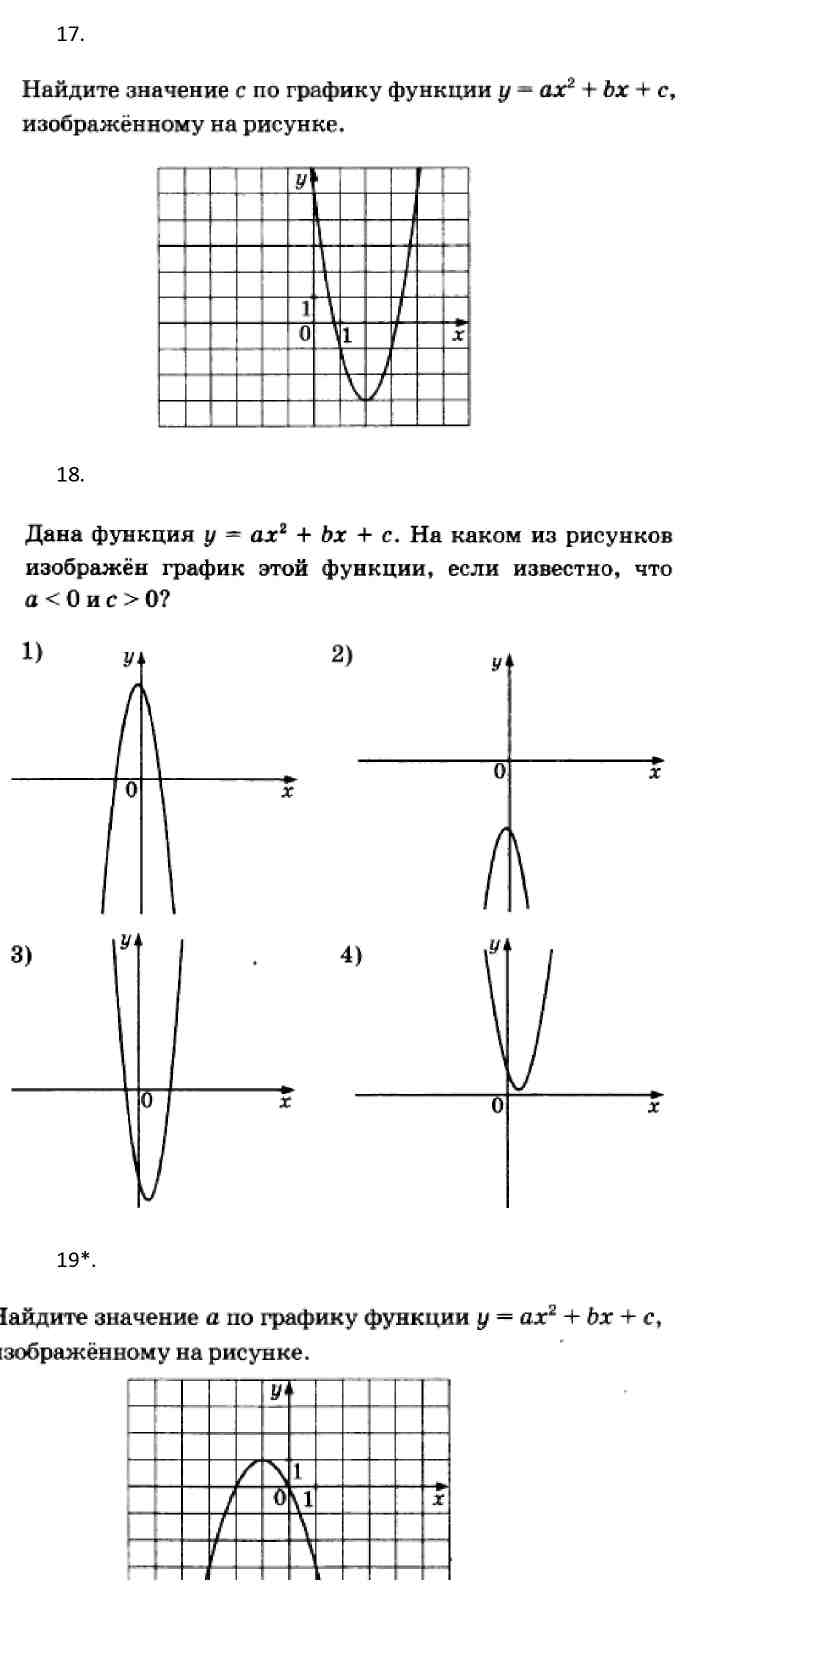 17.
Найдите значение c по графику функции y = ax² + bx + c,
изображённому на рисунке.
y
1
0 1 x
18.
Дана функция y = ax² + bx + c. На каком из рисунков
изображён график этой функции, если известно, что
a < 0 и c > 0?
1) y 2) y
0 x 0 x
3) y 4) y
0 x 0 x
19*.
Найдите значение a по графику функции y = ax² + bx + c,
изображённому на рисунке.
y
1
0 1 x